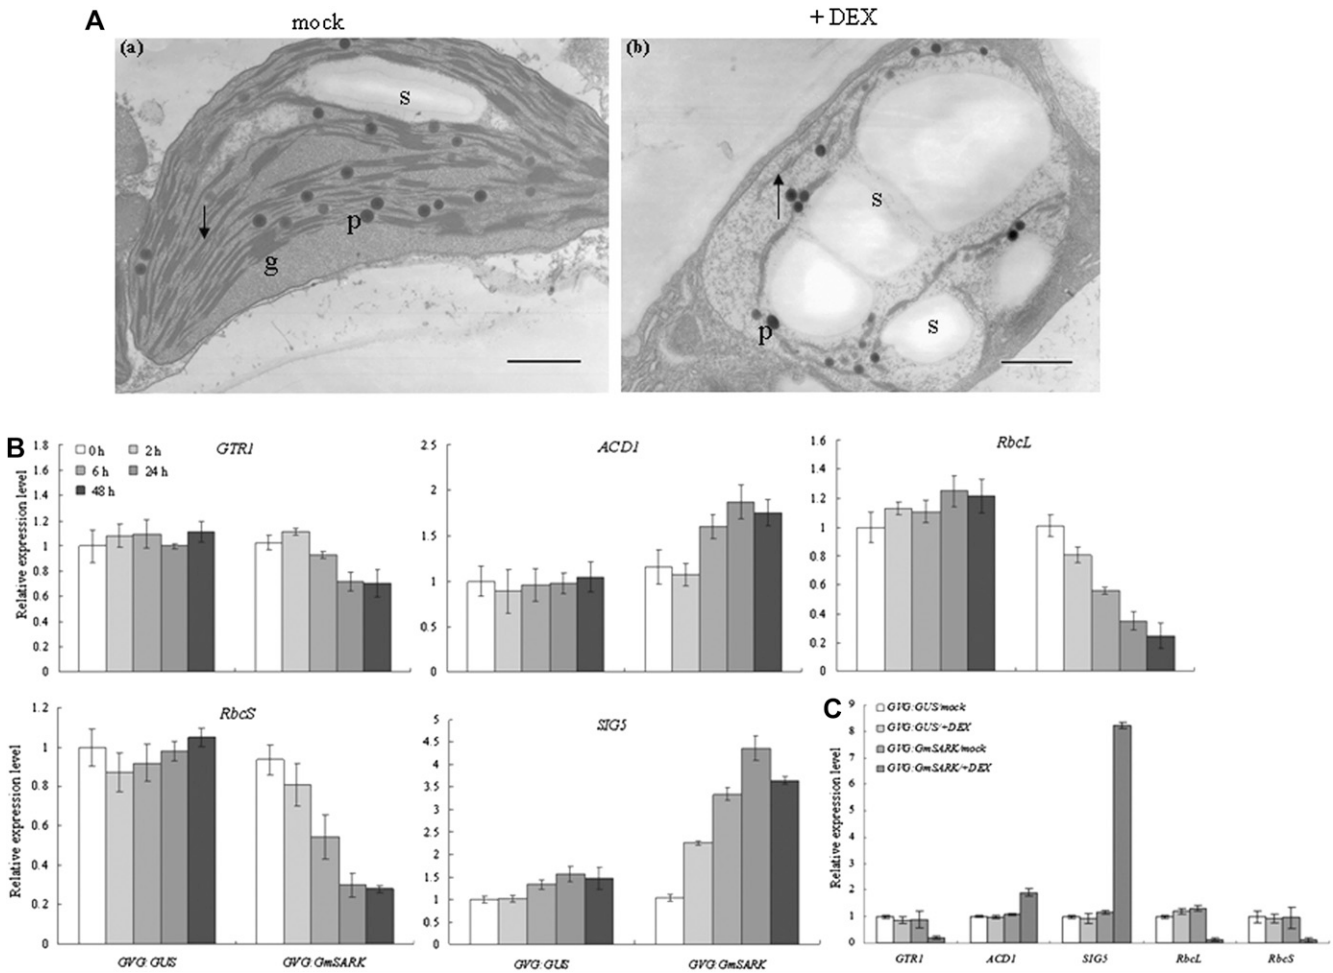 A
mock
+ DEX
(a)
s
p
g
(b)
s
s
p
B
GTR1
0 h
2 h
6 h
24 h
48 h
Relative expression level
1.8
1.6
1.4
1.2
1
0.8
0.6
0.4
0.2
0
ACD1
2.5
2
1.5
1
0.5
0
RbcL
1.6
1.4
1.2
1
0.8
0.6
0.4
0.2
0
RbcS
Relative expression level
1.2
1
0.8
0.6
0.4
0.2
0
GVG:GUS
GVG:GmSARK
SIG5
5
4.5
4
3.5
3
2.5
2
1.5
1
0.5
0
GVG:GUS
GVG:GmSARK
C
GVG:GUS/mock
GVG:GUS/+DEX
GVG:GmSARK/mock
GVG:GmSARK/+DEX
Relative expression level
9
8
7
6
5
4
3
2
1
0
GTR1
ACD1
SIG5
RbcL
RbcS